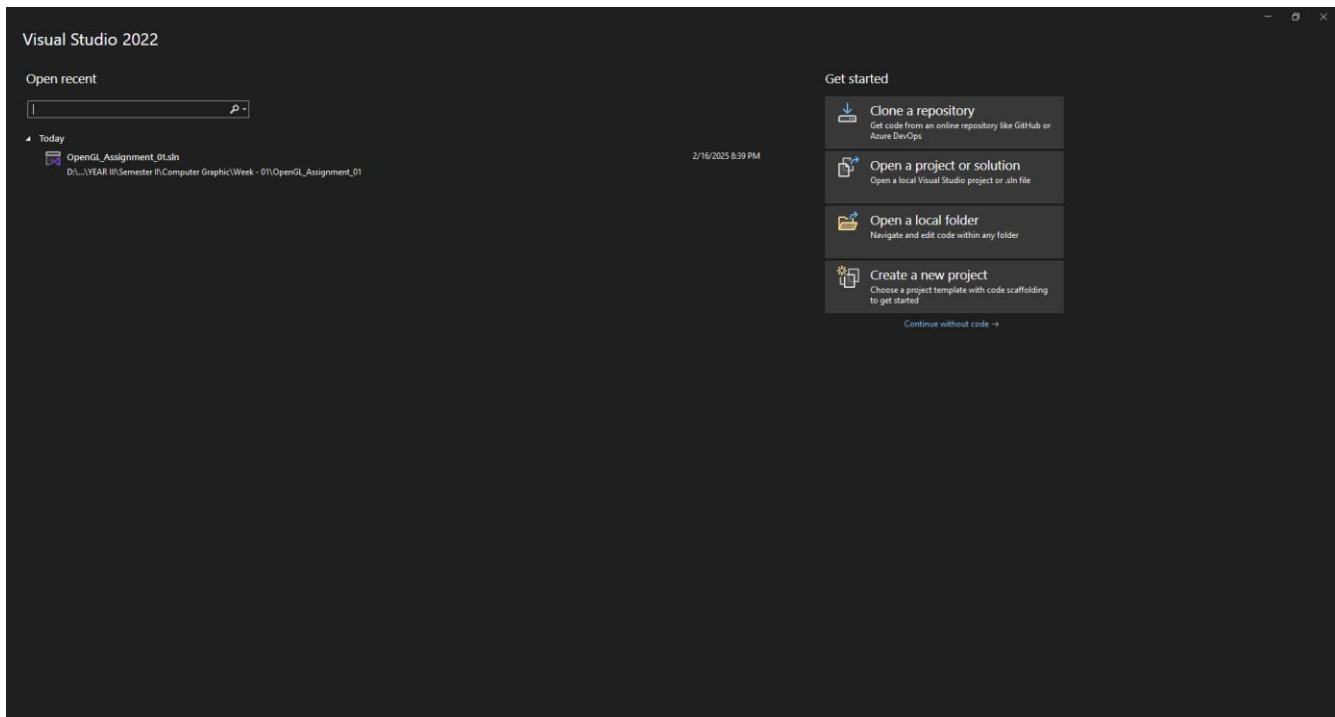 Visual Studio 2022
Open recent
Today
OpenGL_Assignment_01.sln
2/16/2025 8:39 PM
D:\...\YEAR III\Semester II\Computer Graphic\Week - 01\OpenGL_Assignment_01
Get started
Clone a repository
Get code from an online repository like GitHub or
Azure DevOps
Open a project or solution
Open a local Visual Studio project or .sln file
Open a local folder
Navigate and edit code within any folder
Create a new project
Choose a project template with code scaffolding
to get started
Continue without code →